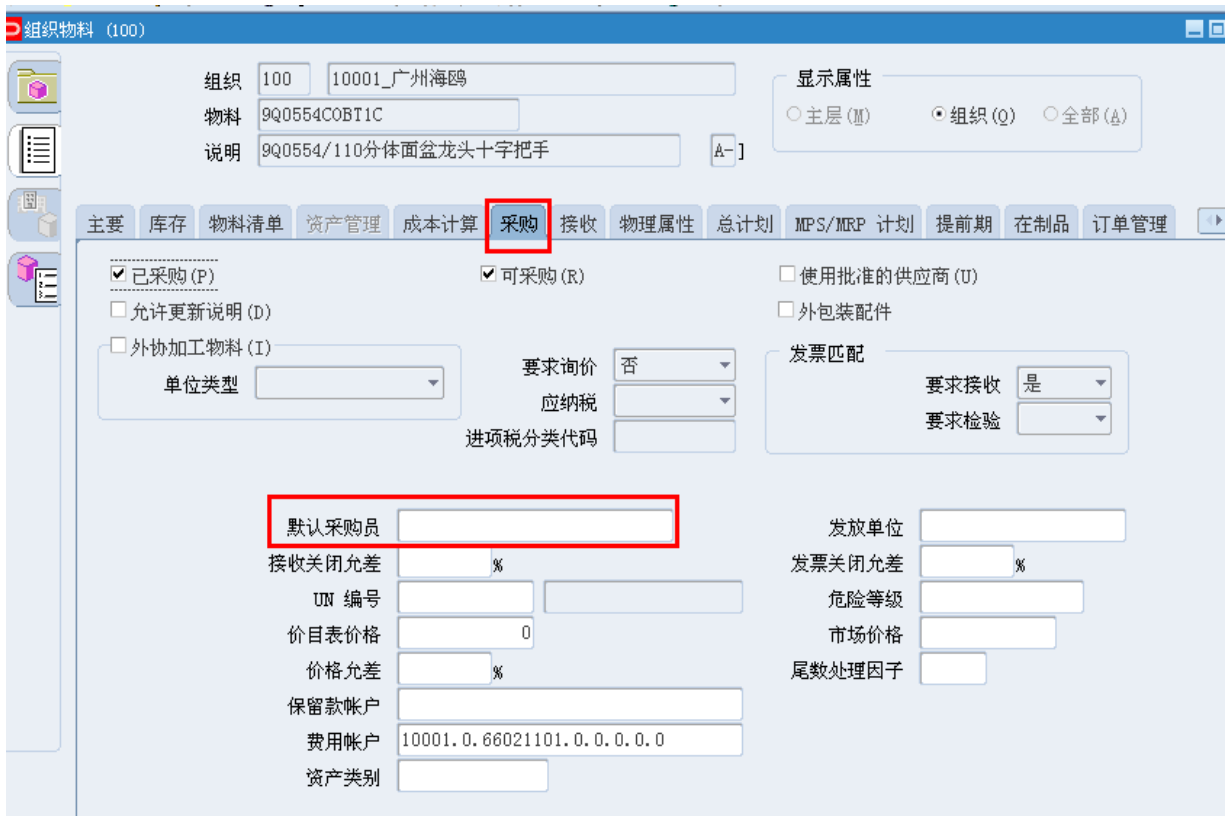 组织物料 (100)
组织 100 10001_广州海鸥
显示属性
物料 9Q0554COBT1C
主层(M) 组织(O) 全部(A)
说明 9Q0554/110分体面盆龙头十字把手 A-]
主要 库存 物料清单 资产管理 成本计算 采购 接收 物理属性 总计划 MPS/MRP 计划 提前期 在制品 订单管理
已采购(P) 可采购(R) 使用批准的供应商(U)
允许更新说明(D) 外包装配件
外协加工物料(I) 发票匹配
单位类型 要求询价 否 要求接收 是
应纳税 要求检验
进项税分类代码
默认采购员 发放单位
接收关闭允差 % 发票关闭允差 %
UN 编号 危险等级
价目表价格 0 市场价格
价格允差 % 尾数处理因子
保留款帐户
费用帐户 10001.0.66021101.0.0.0.0.0
资产类别